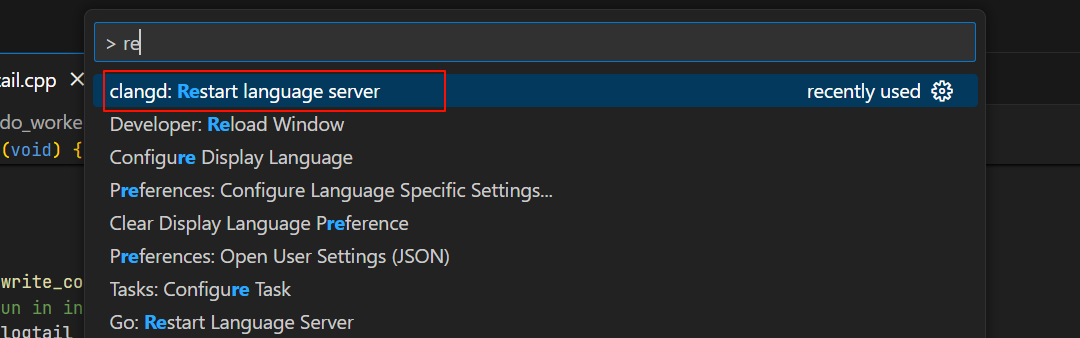 > re
tail.cpp ×
clangd: Restart language server recently used
do_worke
Developer: Reload Window
(void) {
Configure Display Language
Preferences: Configure Language Specific Settings...
Clear Display Language Preference
Preferences: Open User Settings (JSON)
write_co
Tasks: Configure Task
un in in
Go: Restart Language Server
logtail